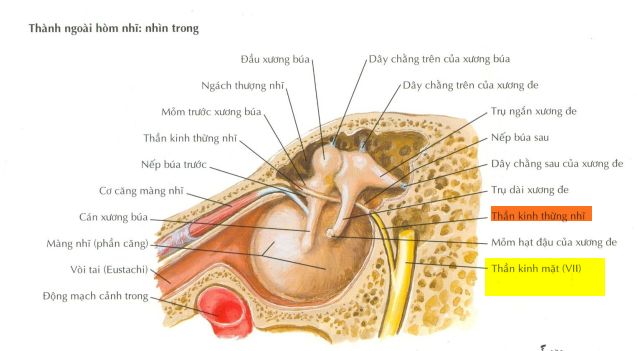 Thành ngoài hòm nhĩ: nhìn trong
Đầu xương búa
Ngách thượng nhĩ
Mỏm trước xương búa
Thần kinh thừng nhĩ
Nếp búa trước
Cơ căng màng nhĩ
Cán xương búa
Màng nhĩ (phần căng)
Vòi tai (Eustachi)
Động mạch cảnh trong
Dây chằng trên của xương búa
Dây chằng trên của xương đe
Trụ ngắn xương đe
Nếp búa sau
Dây chằng sau của xương đe
Trụ dài xương đe
Thần kinh thừng nhĩ
Mỏm hạt đậu của xương đe
Thần kinh mặt (VII)